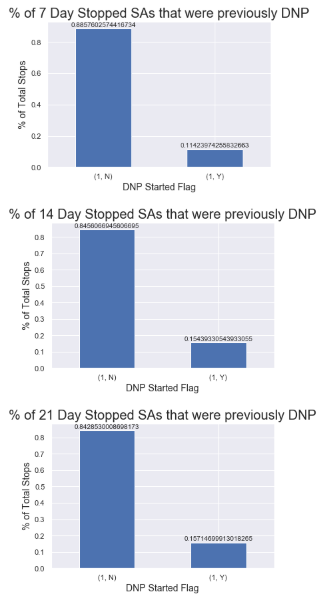 % of 7 Day Stopped SAs that were previously DNP
0.8857602574416734
0.8
0.6
0.4
0.2
0.0
0.11423974255832663
% of Total Stops
(1, N)
(1, Y)
DNP Started Flag
% of 14 Day Stopped SAs that were previously DNP
0.8456066945606695
0.8
0.7
0.6
0.5
0.4
0.3
0.2
0.1
0.0
0.15439330543933055
% of Total Stops
(1, N)
(1, Y)
DNP Started Flag
% of 21 Day Stopped SAs that were previously DNP
0.8428530008698173
0.8
0.7
0.6
0.5
0.4
0.3
0.2
0.1
0.0
0.15714699913018265
% of Total Stops
(1, N)
(1, Y)
DNP Started Flag